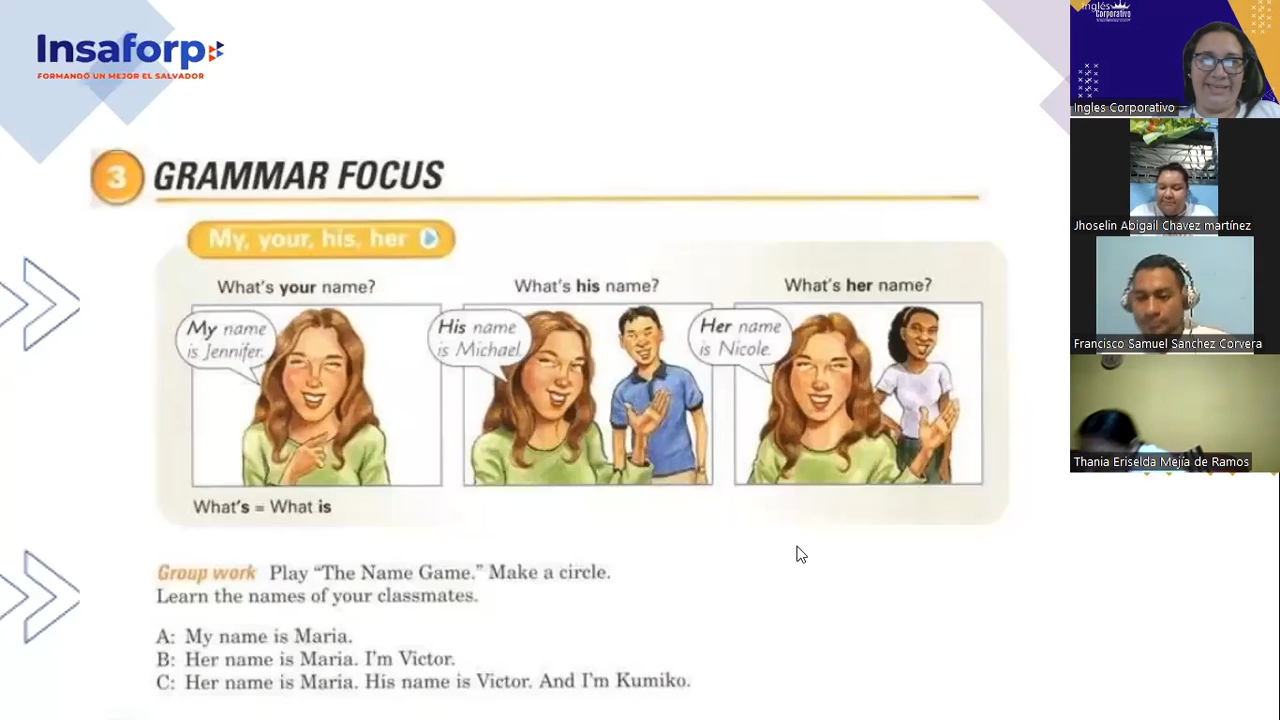 Insaforp
FORMANDO UN MEJOR EL SALVADOR
3 GRAMMAR FOCUS
My, your, his, her
What's your name?
My name
is Jennifer.
What's his name?
His name
is Michael.
What's her name?
Her name
is Nicole.
What's = What is
Group work Play “The Name Game.” Make a circle.
Learn the names of your classmates.
A: My name is Maria.
B: Her name is Maria. I'm Victor.
C: Her name is Maria. His name is Victor. And I'm Kumiko.
Inglés
Corporativo
Ingles Corporativo
Jhoselin Abigail Chavez martínez
Francisco Samuel Sanchez Corvera
Thania Eriselda Mejía de Ramos